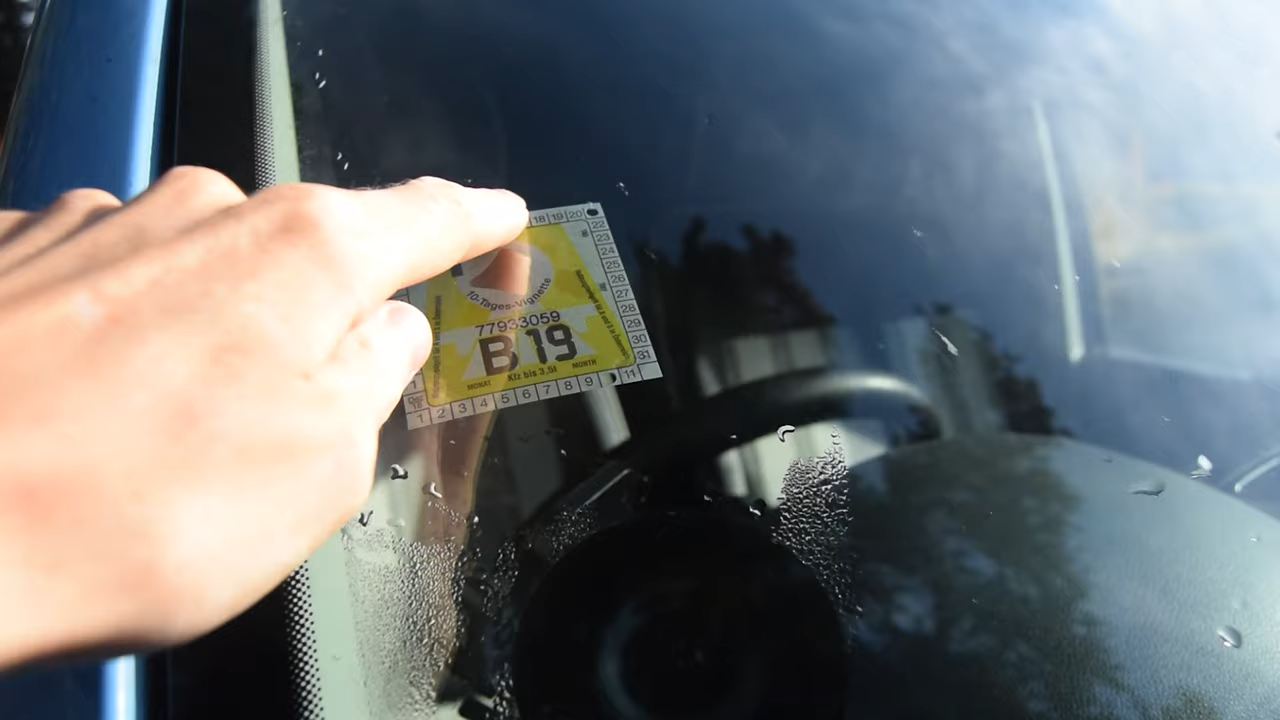 18 19 20
22
23
24
25
26
27
28
29
30
31
10-Tages-Vignette
77933059
B 19
MONAT Kfz bis 3,5t MONTH
1 2 3 4 5 6 7 8 9 11